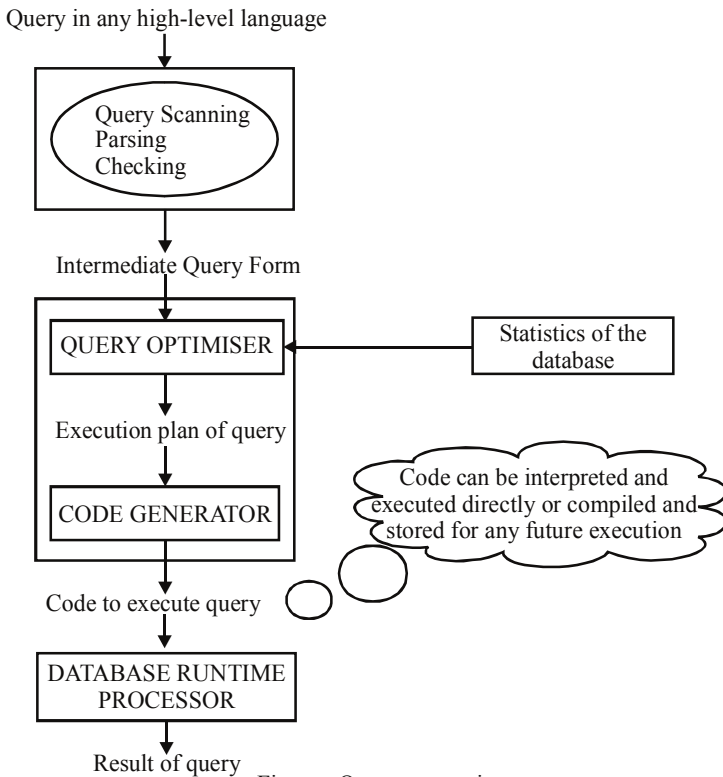 Query in any high-level language
Query Scanning
Parsing
Checking
Intermediate Query Form
QUERY OPTIMISER
Statistics of the
database
Execution plan of query
Code can be interpreted and
executed directly or compiled and
stored for any future execution
CODE GENERATOR
Code to execute query
DATABASE RUNTIME
PROCESSOR
Result of query